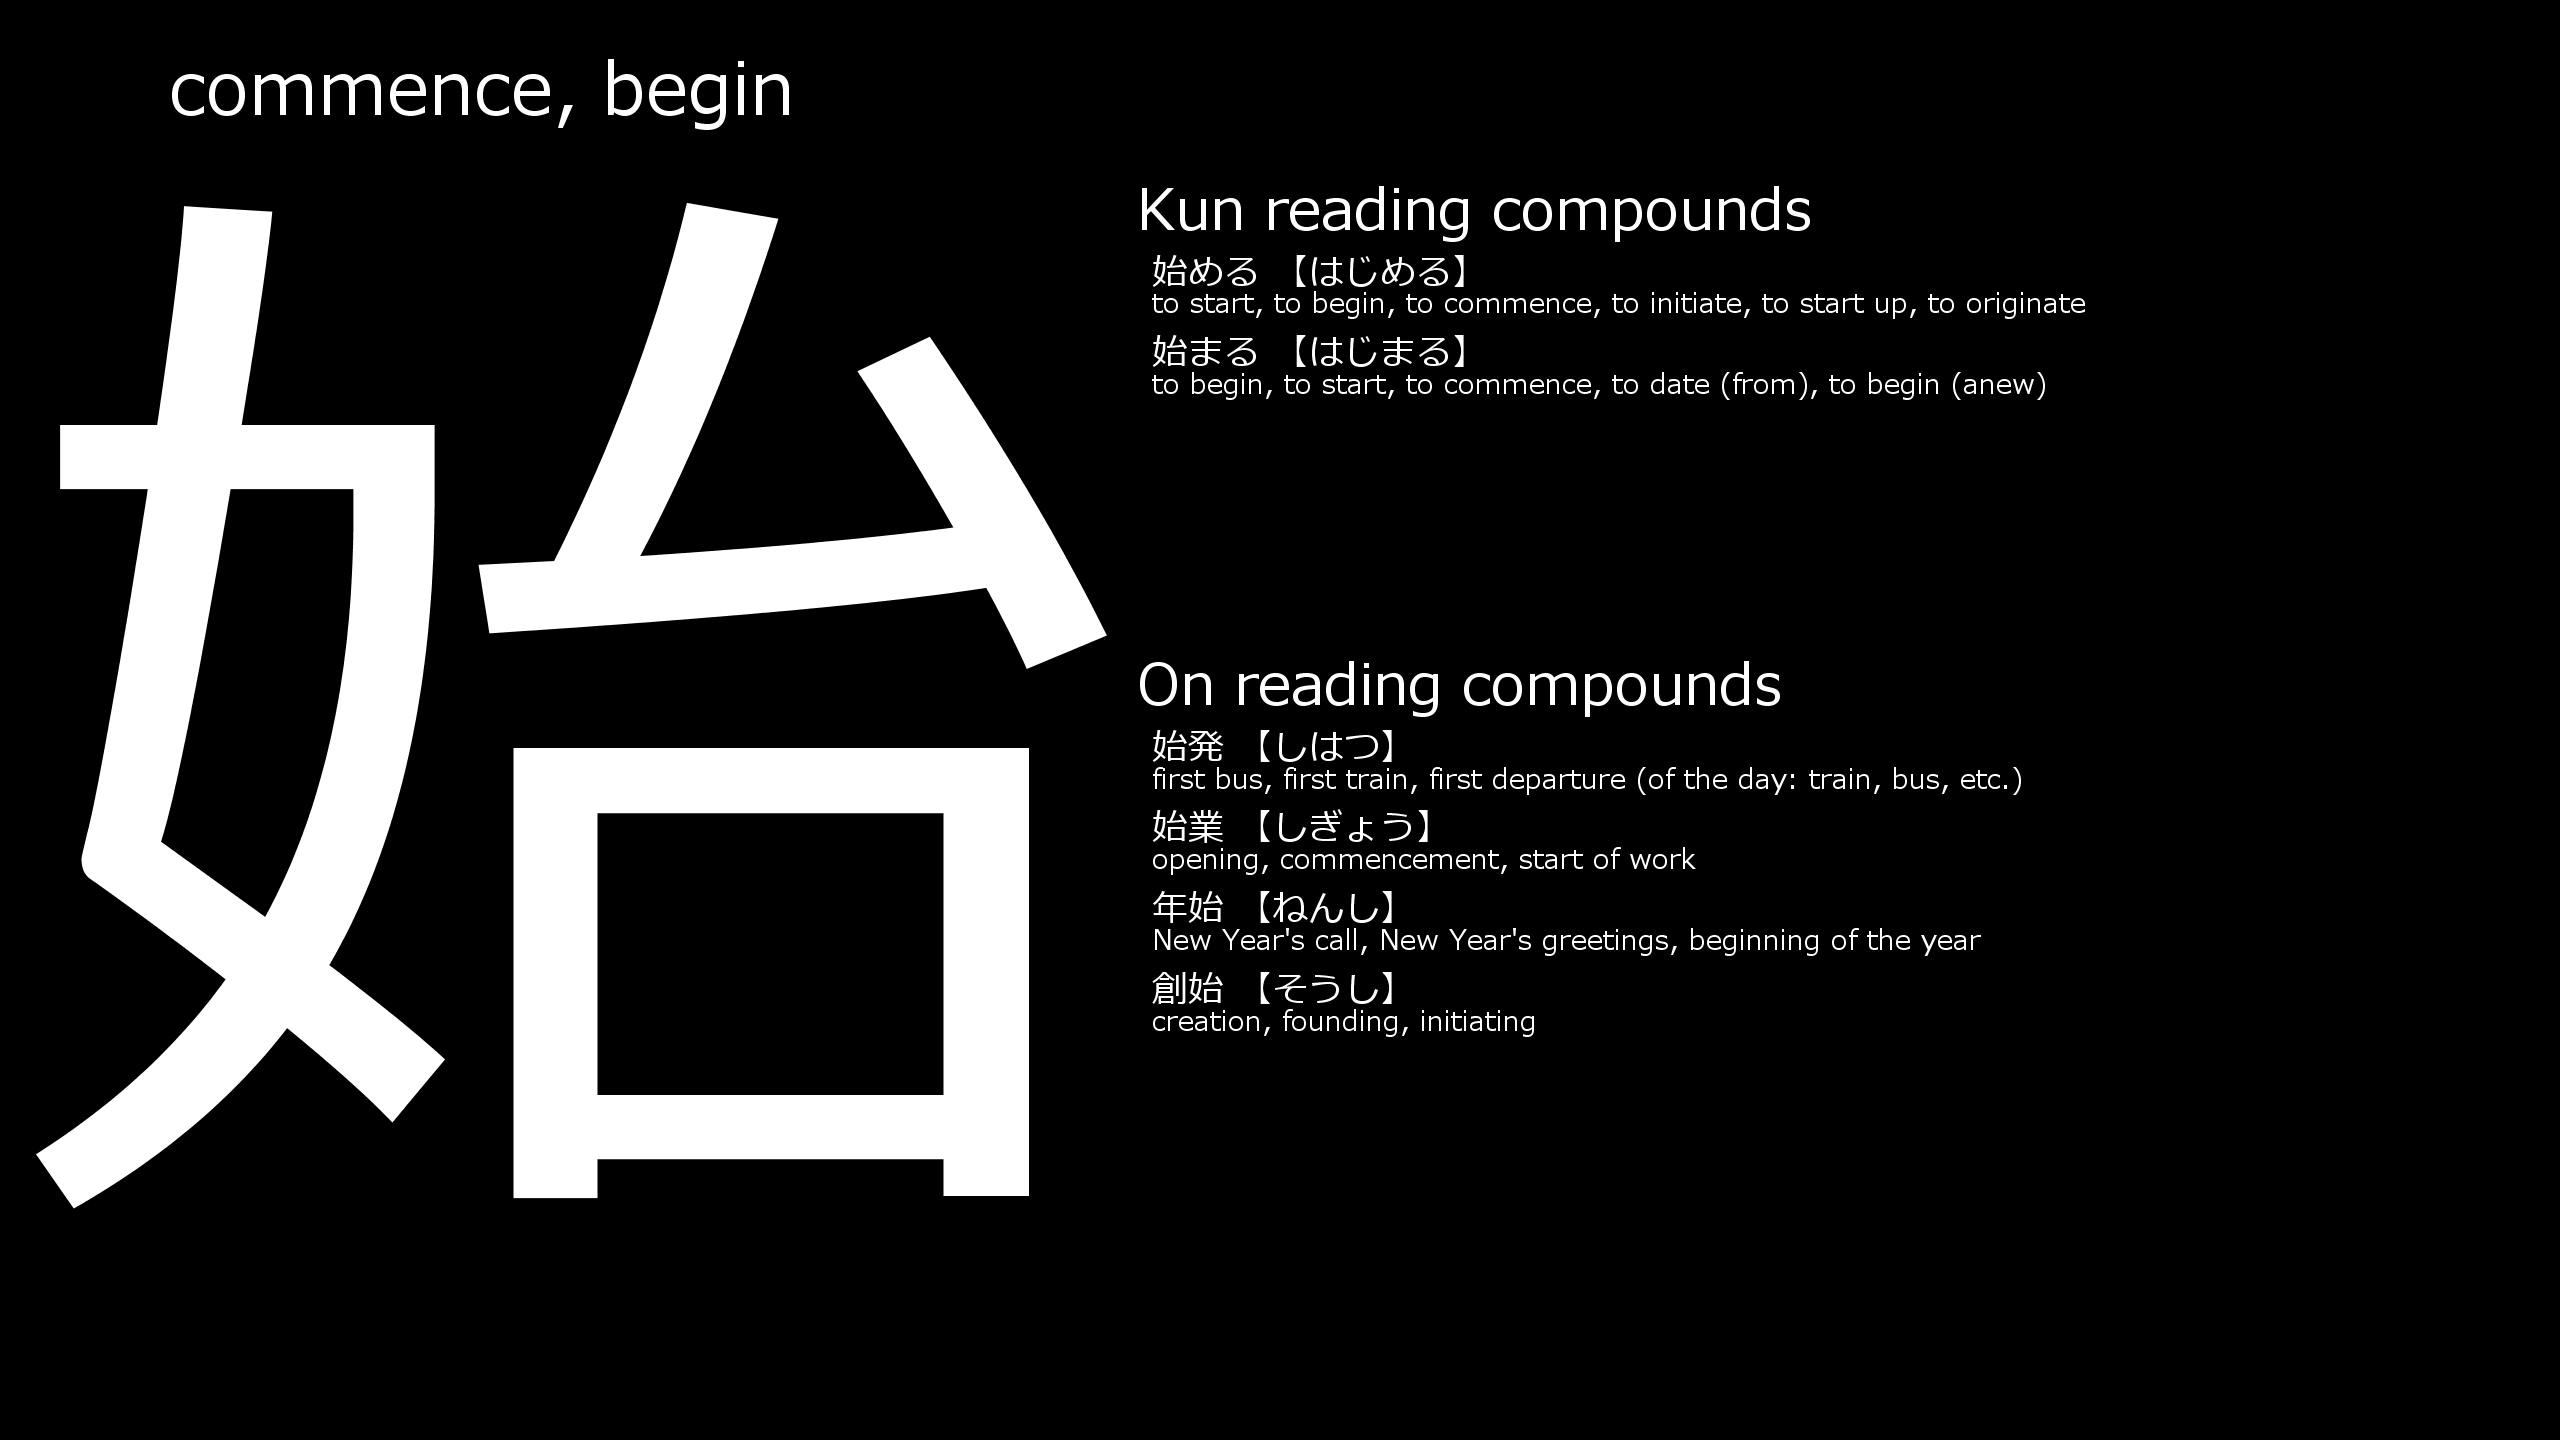 commence, begin
始
Kun reading compounds
始める 【はじめる】
to start, to begin, to commence, to initiate, to start up, to originate
始まる 【はじまる】
to begin, to start, to commence, to date (from), to begin (anew)
On reading compounds
始発 【しはつ】
first bus, first train, first departure (of the day: train, bus, etc.)
始業 【しぎょう】
opening, commencement, start of work
年始 【ねんし】
New Year's call, New Year's greetings, beginning of the year
創始 【そうし】
creation, founding, initiating